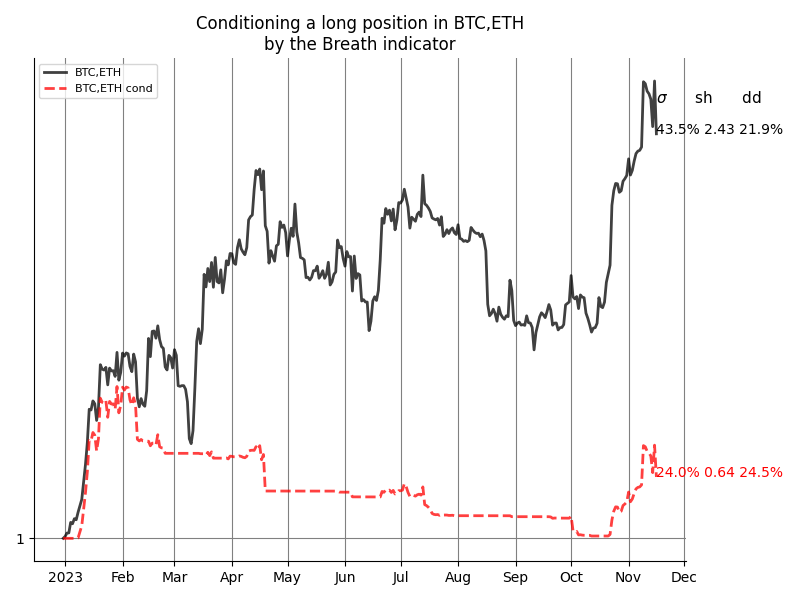 Conditioning a long position in BTC,ETH
by the Breath indicator
BTC,ETH
BTC,ETH cond
σ sh dd
43.5% 2.43 21.9%
24.0% 0.64 24.5%
1
2023 Feb Mar Apr May Jun Jul Aug Sep Oct Nov Dec